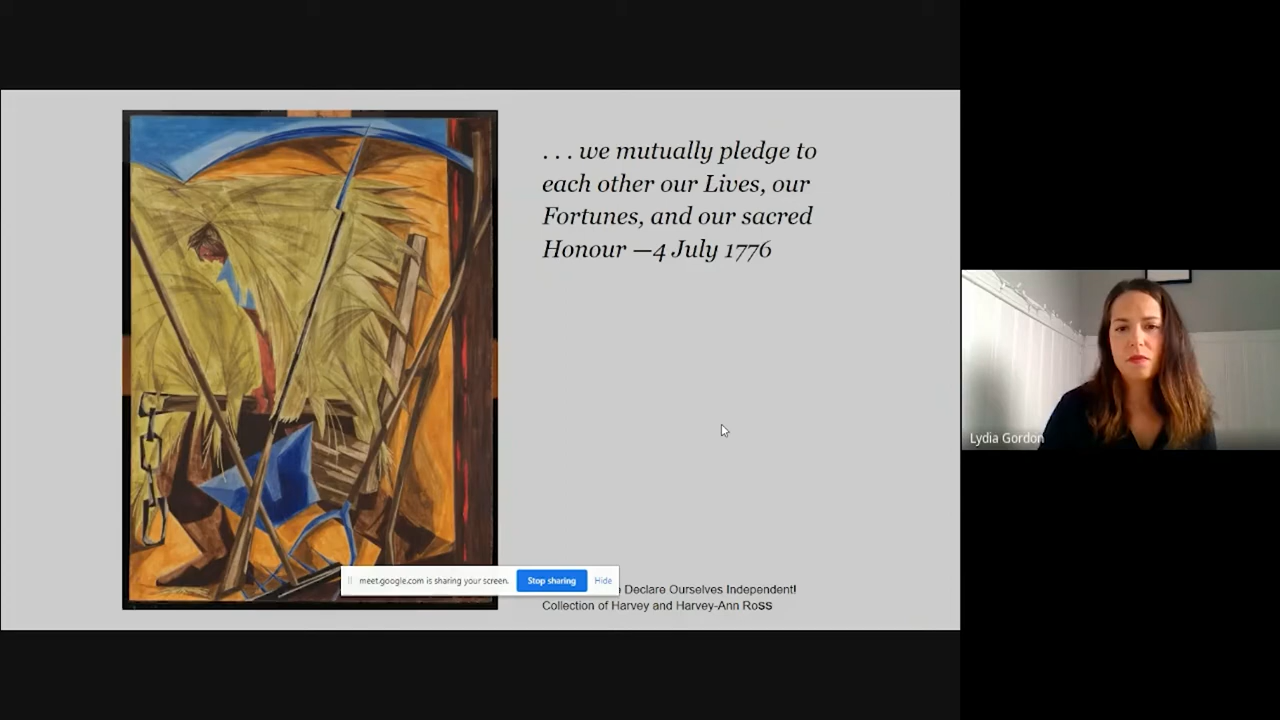 . . . we mutually pledge to
each other our Lives, our
Fortunes, and our sacred
Honour —4 July 1776
meet.google.com is sharing your screen.
Stop sharing
Hide
Declare Ourselves Independent!
Collection of Harvey and Harvey-Ann Ross
Lydia Gordon